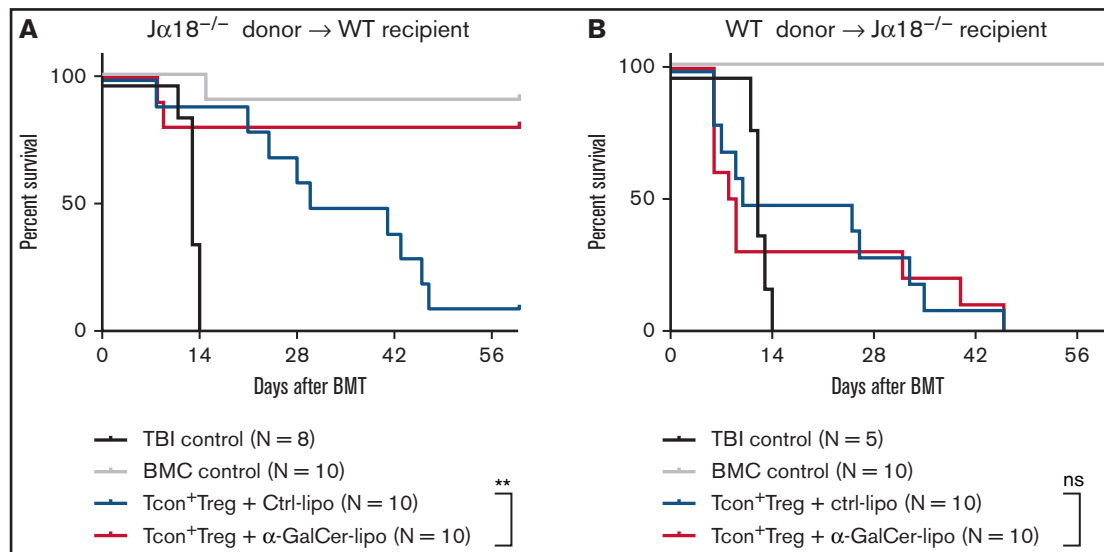 A
Jα18⁻/⁻ donor → WT recipient
Percent survival
100
50
0
0 14 28 42 56
Days after BMT
TBI control (N = 8)
BMC control (N = 10)
Tcon⁺Treg + Ctrl-lipo (N = 10)
Tcon⁺Treg + α-GalCer-lipo (N = 10)
**
B
WT donor → Jα18⁻/⁻ recipient
Percent survival
100
50
0
0 14 28 42 56
Days after BMT
TBI control (N = 5)
BMC control (N = 10)
Tcon⁺Treg + ctrl-lipo (N = 10)
Tcon⁺Treg + α-GalCer-lipo (N = 10)
ns